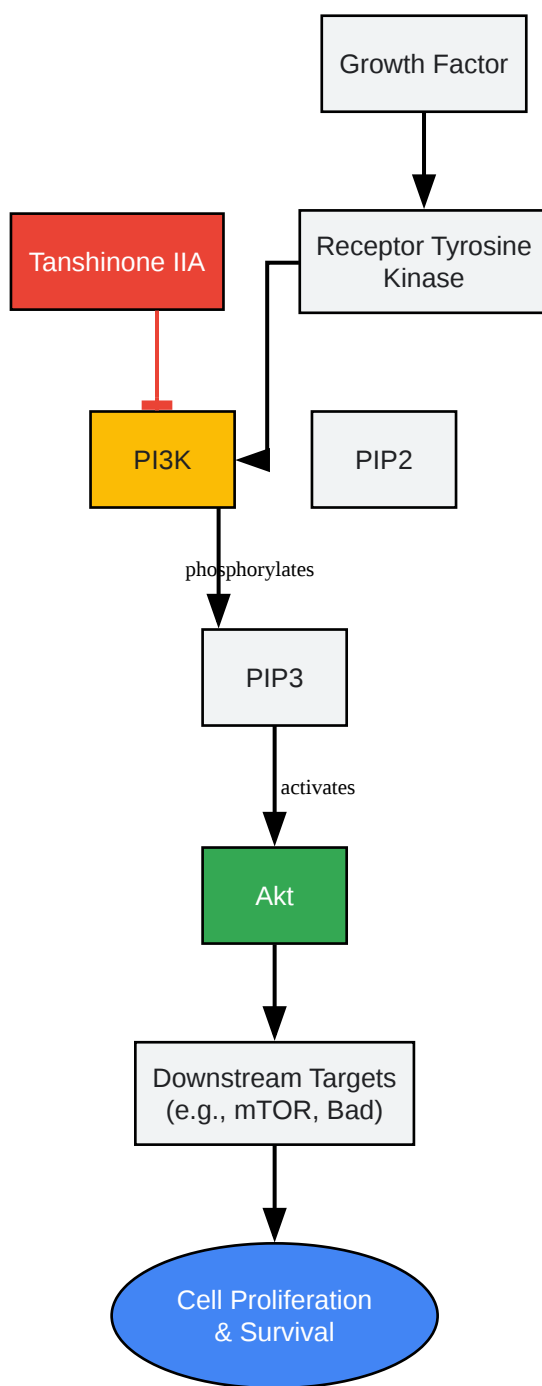 Growth Factor
Tanshinone IIA
Receptor Tyrosine
Kinase
PI3K
PIP2
phosphorylates
PIP3
activates
Akt
Downstream Targets
(e.g., mTOR, Bad)
Cell Proliferation
& Survival